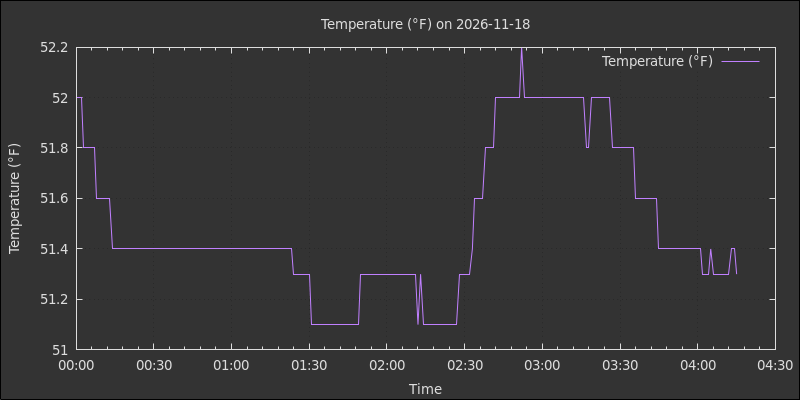 Temperature (°F) on 2026-11-18
Temperature (°F)
52.2
52
51.8
51.6
51.4
51.2
51
Temperature (°F)
00:00 00:30 01:00 01:30 02:00 02:30 03:00 03:30 04:00 04:30
Time